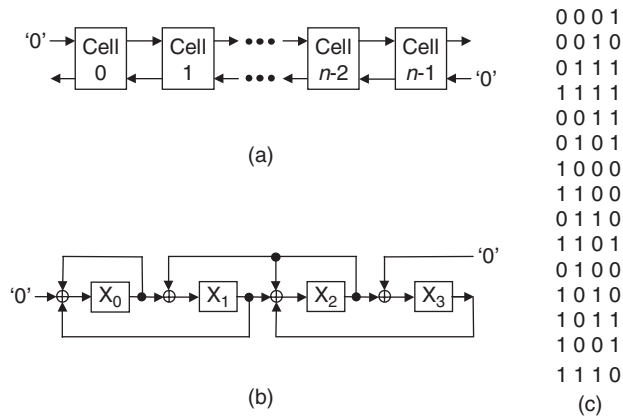 ‘0’
Cell 0
Cell 1
•••
Cell n-2
Cell n-1
‘0’
(a)
‘0’
‘0’
X0
X1
X2
X3
(b)
0 0 0 1
0 0 1 0
0 1 1 1
1 1 1 1
0 0 1 1
0 1 0 1
1 0 0 0
1 1 0 0
0 1 1 0
1 1 0 1
0 1 0 0
1 0 1 0
1 0 1 1
1 0 0 1
1 1 1 0
(c)